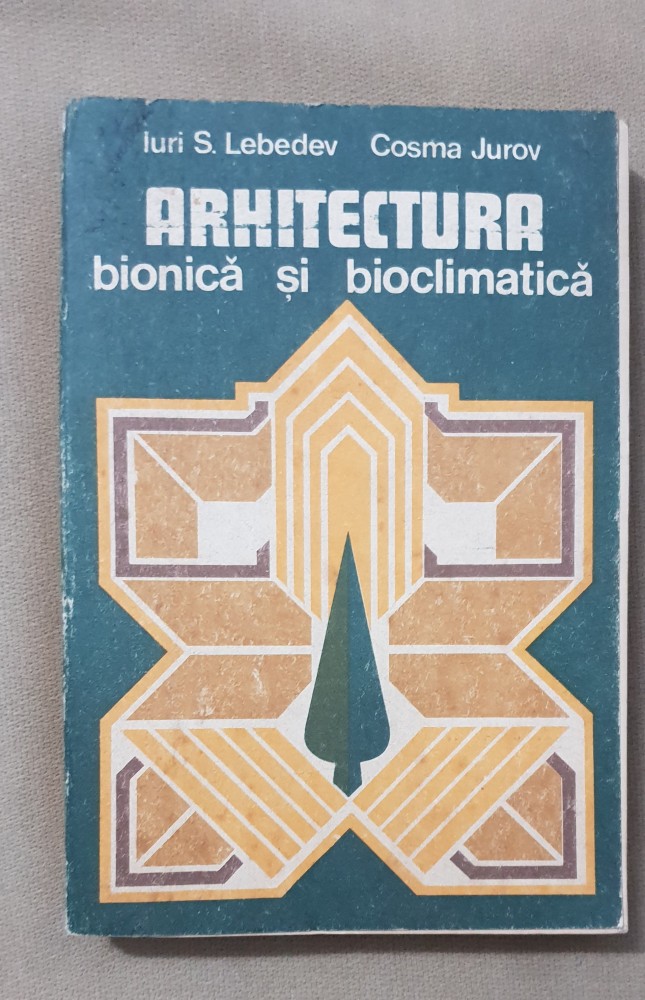 Iuri S. Lebedev Cosma Jurov
ARHITECTURA
bionică și bioclimatică